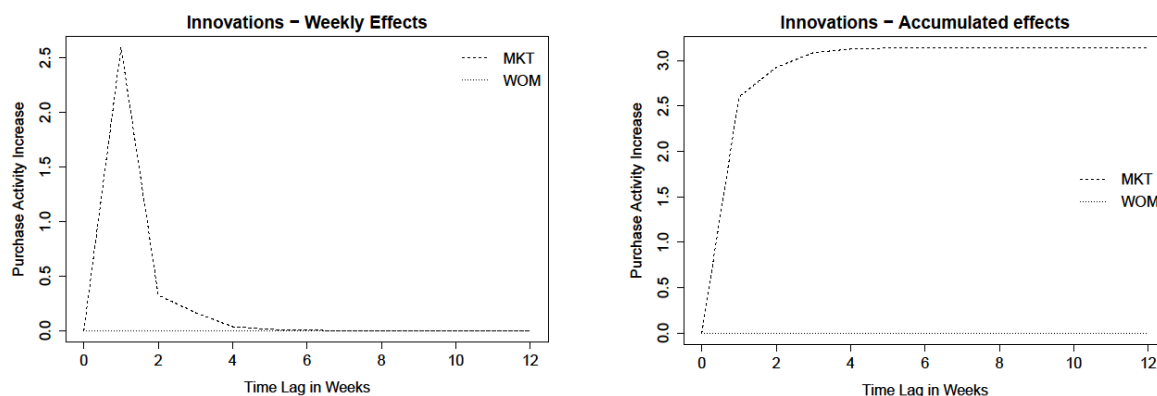 Innovations − Weekly Effects
Purchase Activity Increase
2.5
2.0
1.5
1.0
0.5
0.0
MKT
WOM
0 2 4 6 8 10 12
Time Lag in Weeks
Innovations − Accumulated effects
Purchase Activity Increase
3.0
2.5
2.0
1.5
1.0
0.5
0.0
MKT
WOM
0 2 4 6 8 10 12
Time Lag in Weeks